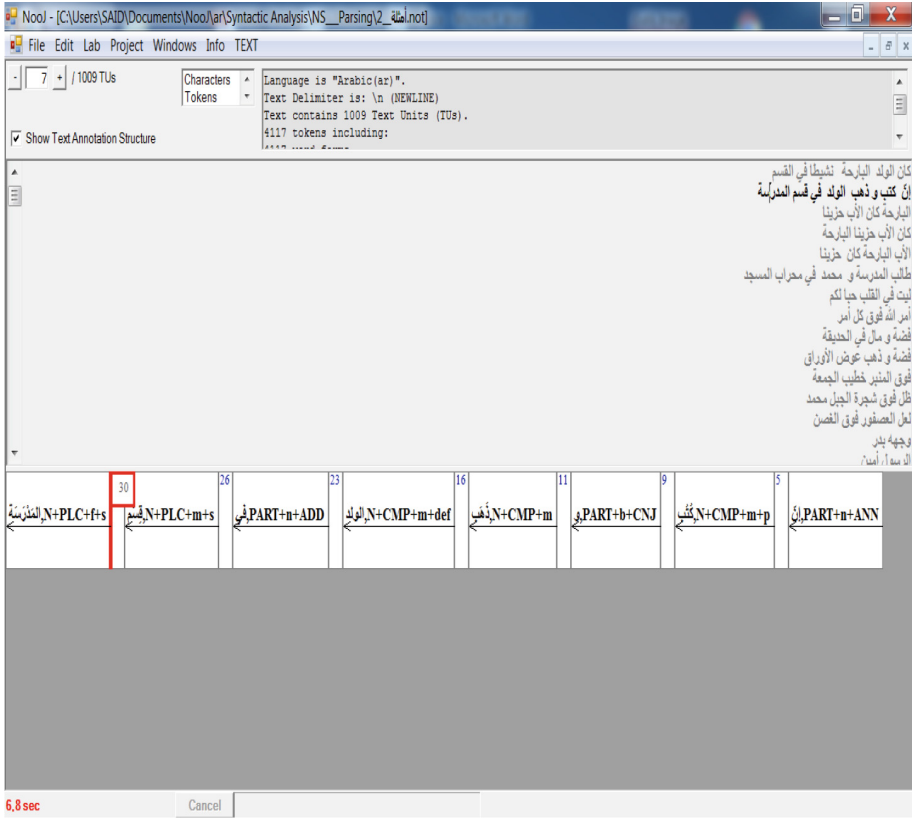 NooJ - [C:\Users\SAID\Documents\NooJ\ar\Syntactic Analysis\NS__Parsing\2_أمثلة.not]
File Edit Lab Project Windows Info TEXT
- 7 + / 1009 TUs
Characters
Tokens
Language is "Arabic(ar)".
Text Delimiter is: \n (NEWLINE)
Text contains 1009 Text Units (TUs).
4117 tokens including:
4117 word forms
Show Text Annotation Structure
كان الولد البارحة نشيطا في القسم
إنّ كتب و ذهب الولد في قسم المدرسة
البارحة كان الأب حزينا
كان الأب حزينا البارحة
الأب البارحة كان حزينا
طالب المدرسة و محمد في محراب المسجد
ليت في القلب حبا لكم
أمر الله فوق كل أمر
فضة و مال في الحديقة
فضة و ذهب عوض الأوراق
فوق المنبر خطيب الجمعة
ظل فوق شجرة الجبل محمد
لعل العصفور فوق الغصن
وجهه بدر
الرسول أمين
30 26 23 16 11 9 5
المَدْرَسَة,N+PLC+f+s قِسْم,N+PLC+m+s في,PART+n+ADD الولد,N+CMP+m+def ذَهَب,N+CMP+m و,PART+b+CNJ كُتُب,N+CMP+m+p إنّ,PART+n+ANN
6,8 sec
Cancel